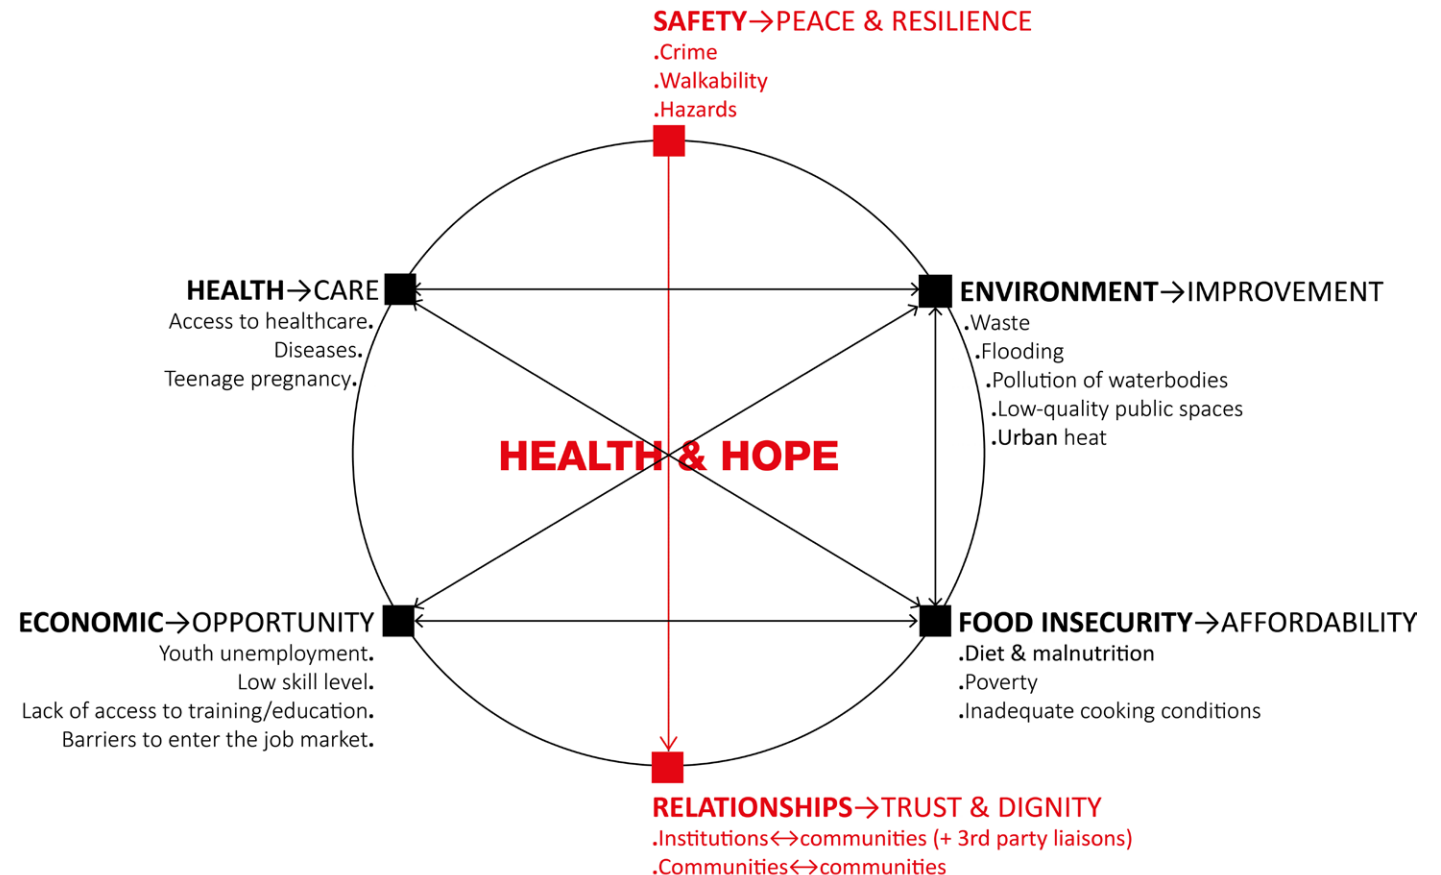 SAFETY→PEACE & RESILIENCE
.Crime
.Walkability
.Hazards
HEALTH→CARE
Access to healthcare.
Diseases.
Teenage pregnancy.
ENVIRONMENT→IMPROVEMENT
.Waste
.Flooding
.Pollution of waterbodies
.Low-quality public spaces
.Urban heat
HEALTH & HOPE
ECONOMIC→OPPORTUNITY
Youth unemployment.
Low skill level.
Lack of access to training/education.
Barriers to enter the job market.
FOOD INSECURITY→AFFORDABILITY
.Diet & malnutrition
.Poverty
.Inadequate cooking conditions
RELATIONSHIPS→TRUST & DIGNITY
.Institutions↔communities (+ 3rd party liaisons)
.Communities↔communities